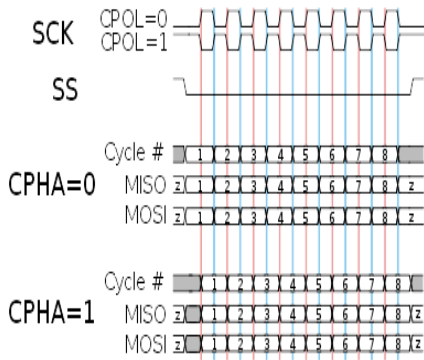 CPOL=0
SCK CPOL=1
SS
Cycle # 1 2 3 4 5 6 7 8
CPHA=0 MISO z 1 2 3 4 5 6 7 8 z
MOSI z 1 2 3 4 5 6 7 8 z
Cycle # 1 2 3 4 5 6 7 8
CPHA=1 MISO z 1 2 3 4 5 6 7 8 z
MOSI z 1 2 3 4 5 6 7 8 z